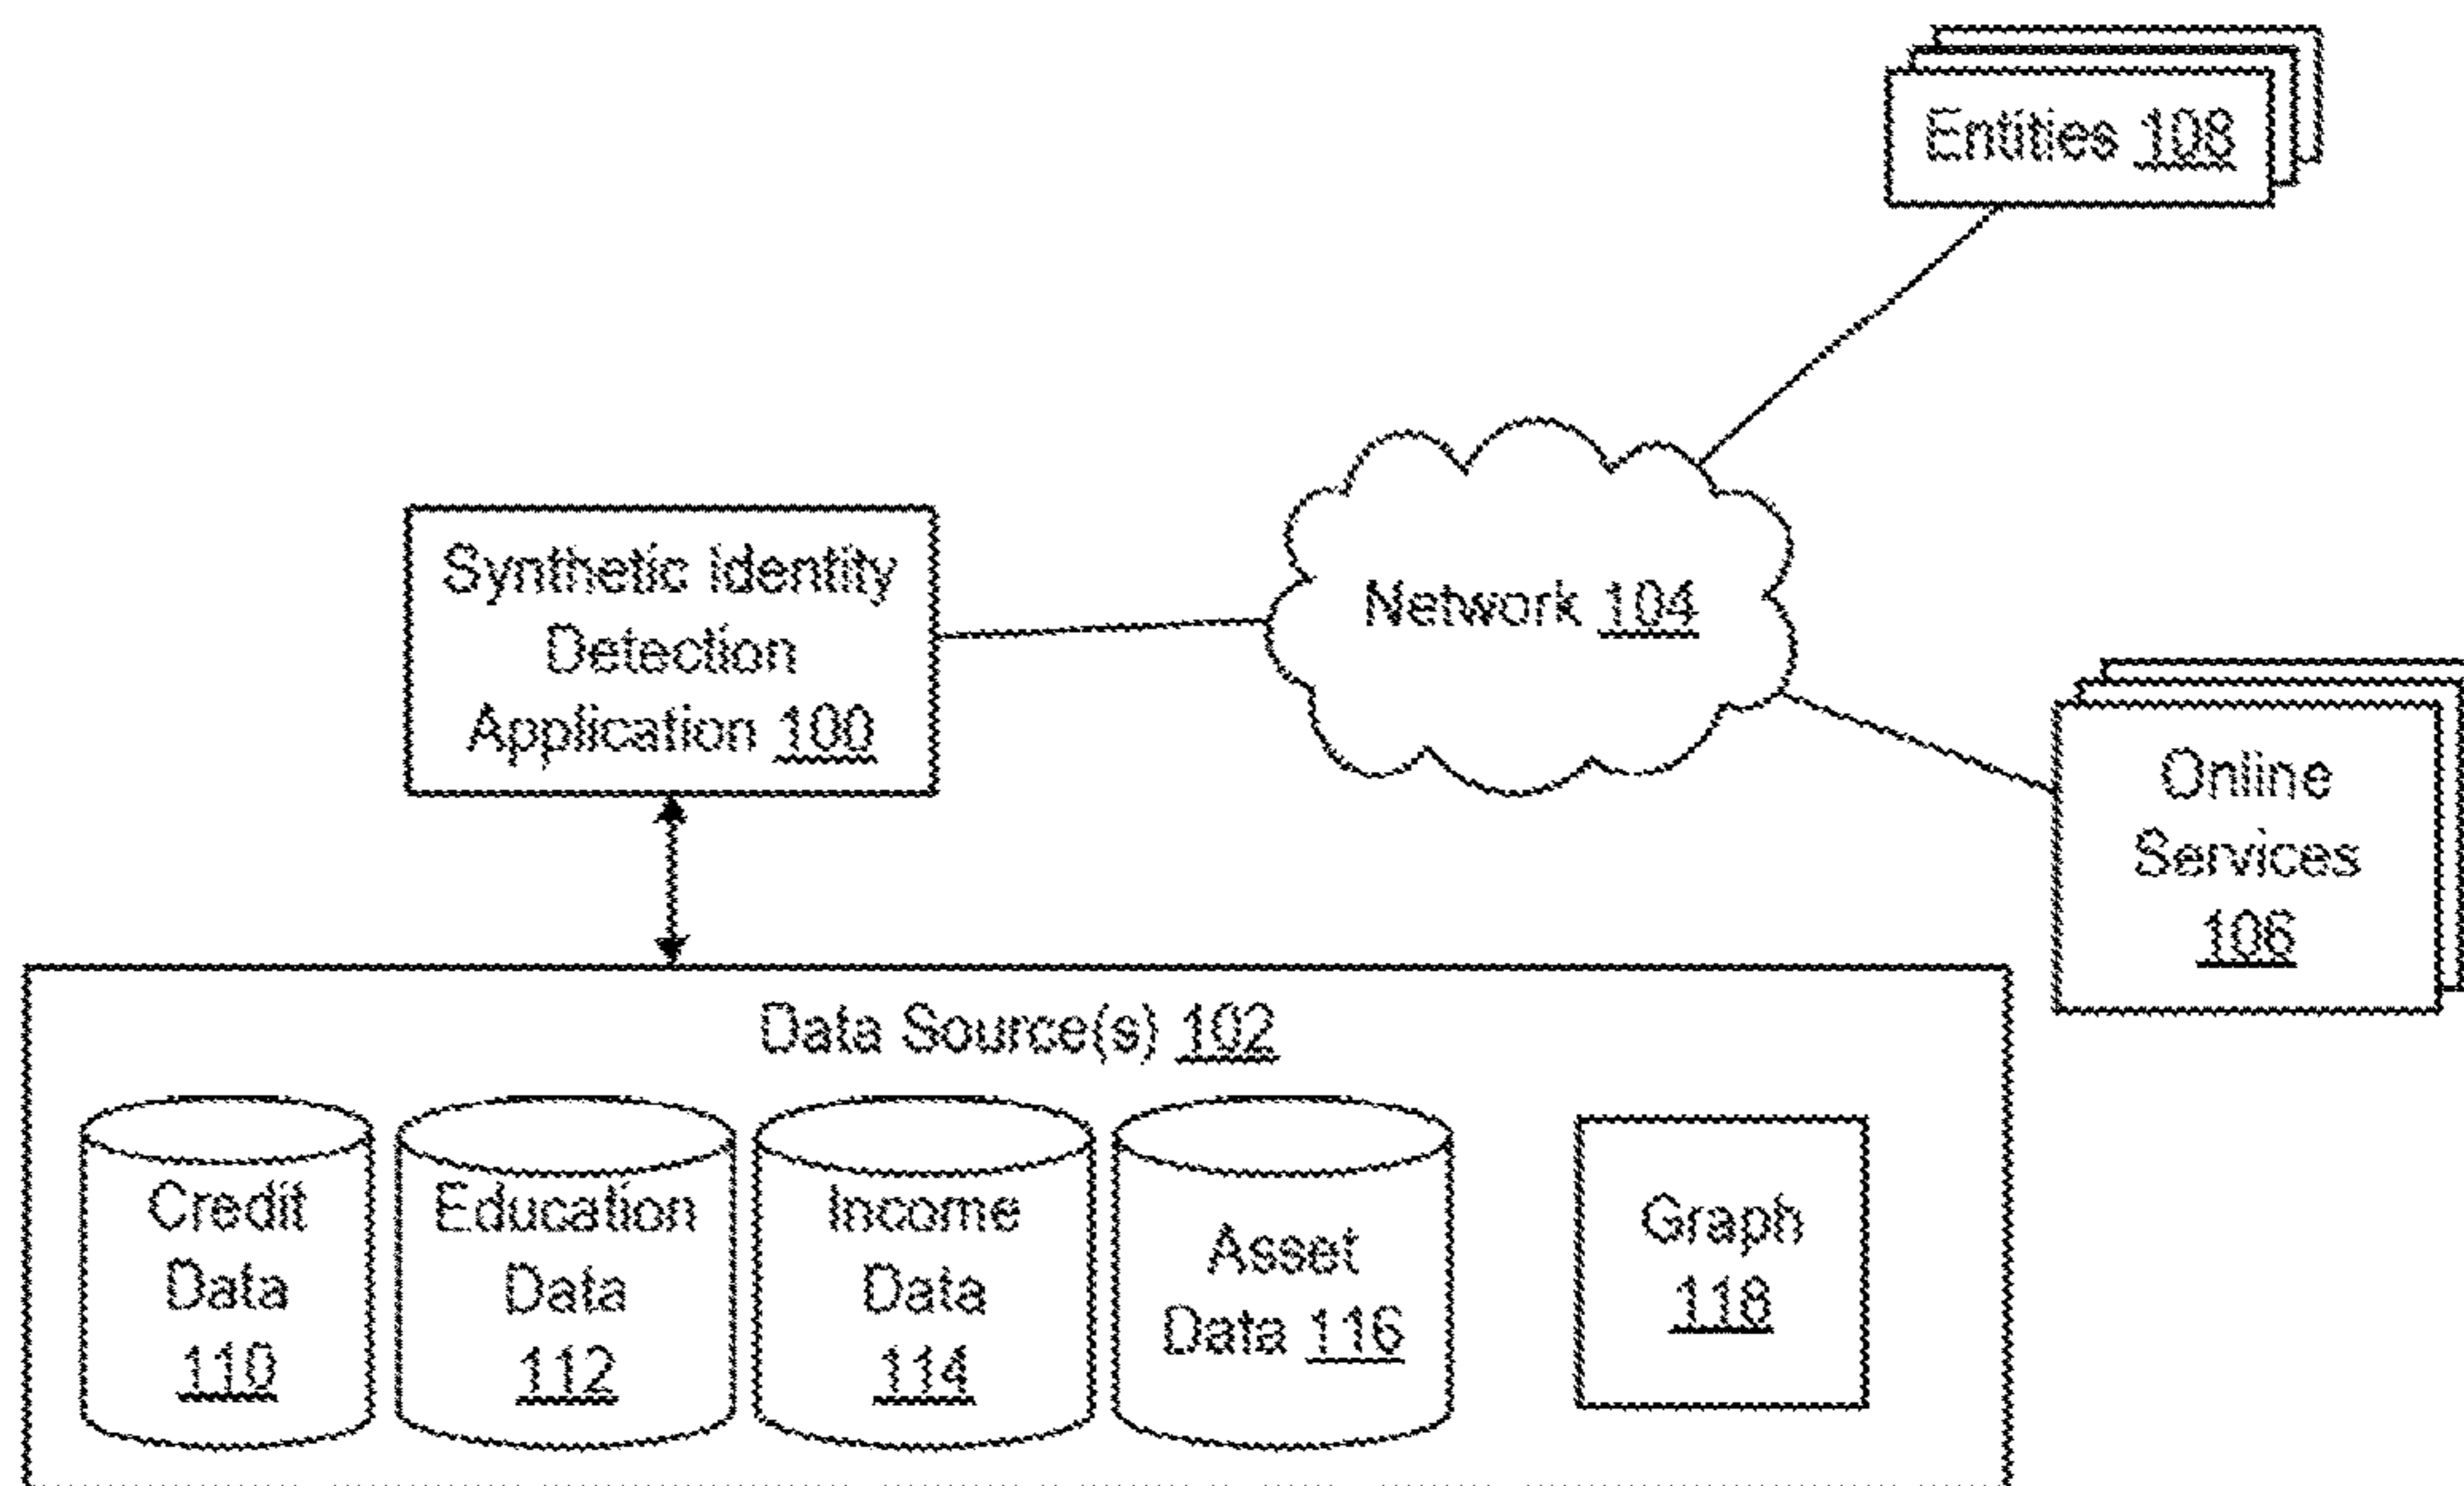 Entities 108
Synthetic Identity
Detection
Application 100
Network 104
Online
Services
106
Data Source(s) 102
Credit
Data
110
Education
Data
112
Income
Data
114
Asset
Data 116
Graph
118